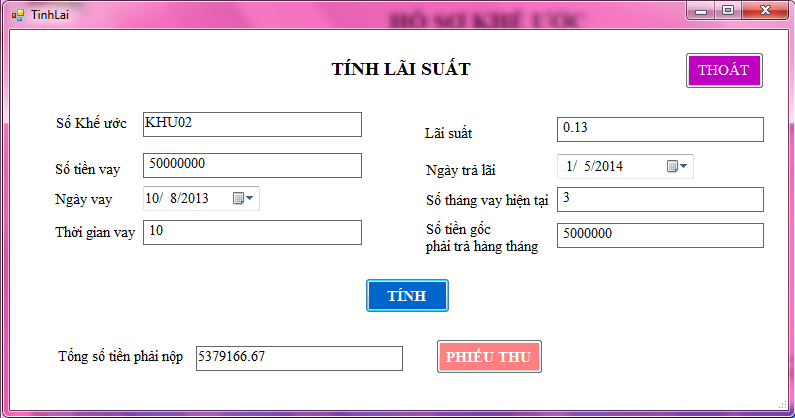 TinhLai
HỒ SƠ KHẾ ƯỚC
TÍNH LÃI SUẤT
THOÁT
Số Khế ước
KHU02
Lãi suất
0.13
Số tiền vay
50000000
Ngày trả lãi
1/ 5/2014
Ngày vay
10/ 8/2013
Số tháng vay hiện tại
3
Thời gian vay
10
Số tiền gốc
phải trả hàng tháng
5000000
TÍNH
Tổng số tiền phải nộp
5379166.67
PHIẾU THU